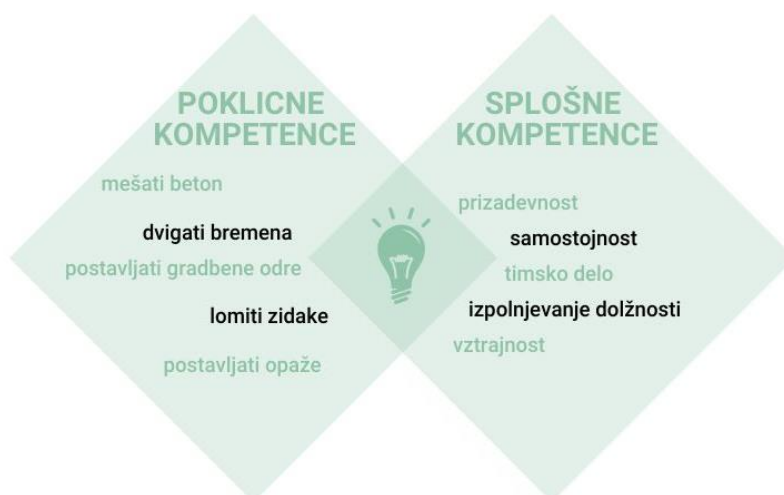 POKLICNE
KOMPETENCE
mešati beton
dvigati bremena
postavljati gradbene odre
lomiti zidake
postavljati opaže
SPLOŠNE
KOMPETENCE
prizadevnost
samostojnost
timsko delo
izpolnjevanje dolžnosti
vztrajnost